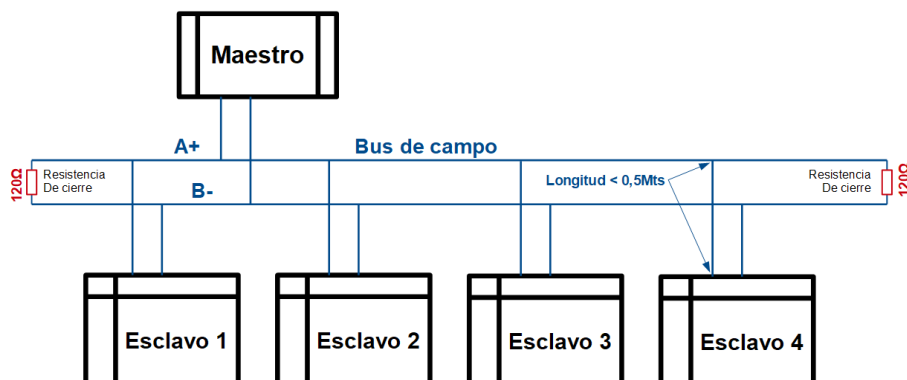 Maestro
A+
Bus de campo
120Ω
Resistencia
De cierre
B-
Longitud < 0,5Mts
Resistencia
De cierre
120Ω
Esclavo 1
Esclavo 2
Esclavo 3
Esclavo 4